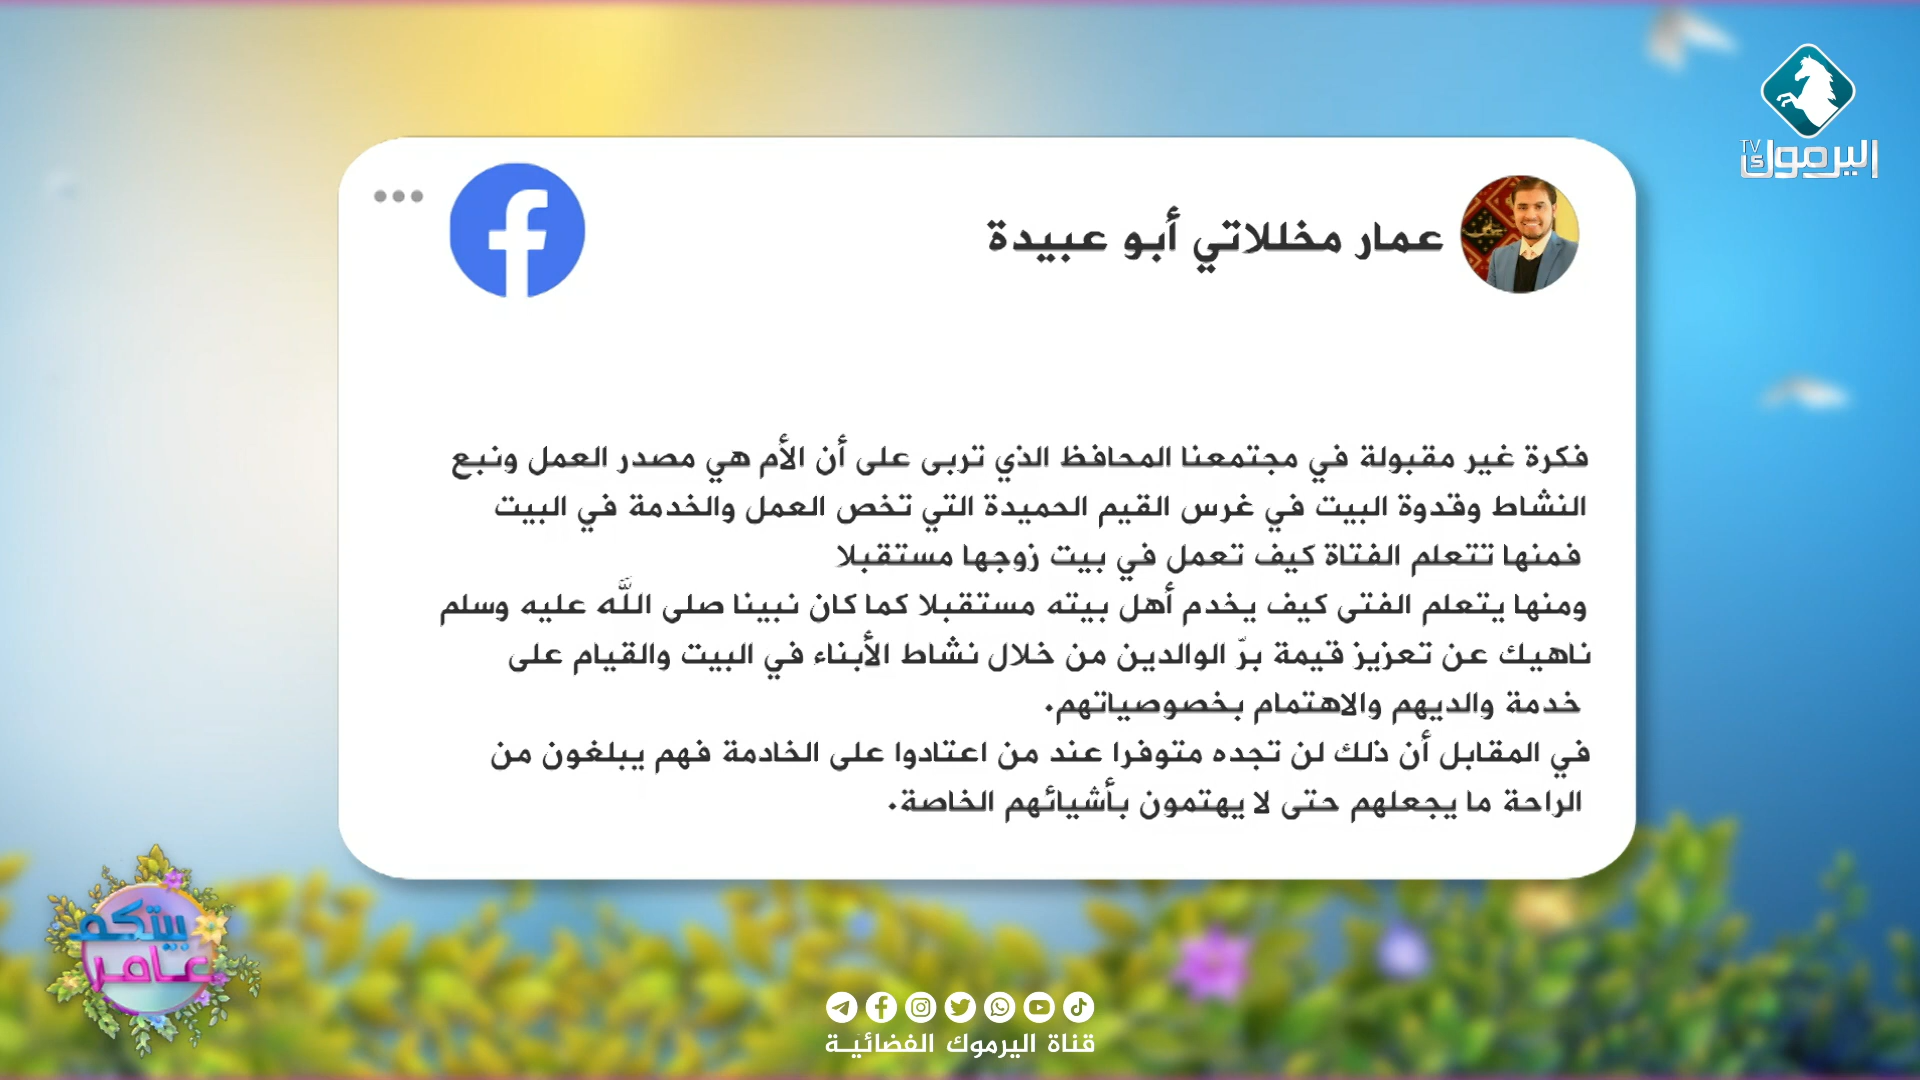 اليرموك TV
عمار مخللاتي أبو عبيدة
فكرة غير مقبولة في مجتمعنا المحافظ الذي تربى على أن الأم هي مصدر العمل ونبع
النشاط وقدوة البيت في غرس القيم الحميدة التي تخص العمل والخدمة في البيت
فمنها تتعلم الفتاة كيف تعمل في بيت زوجها مستقبلا
ومنها يتعلم الفتى كيف يخدم أهل بيته مستقبلا كما كان نبينا صلى اللَّه عليه وسلم
ناهيك عن تعزيز قيمة برّ الوالدين من خلال نشاط الأبناء في البيت والقيام على
خدمة والديهم والاهتمام بخصوصياتهم.
في المقابل أن ذلك لن تجده متوفرا عند من اعتادوا على الخادمة فهم يبلغون من
الراحة ما يجعلهم حتى لا يهتمون بأشيائهم الخاصة.
بيتكم
عامر
قناة اليرموك الفضائيـة